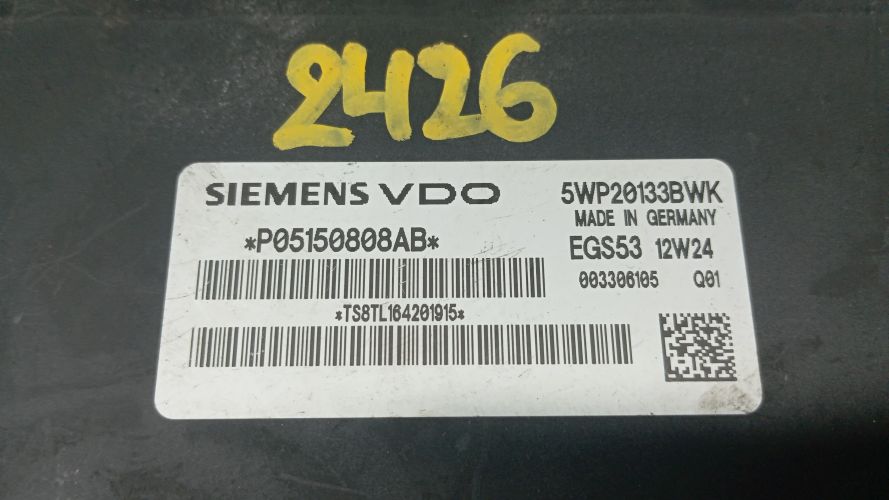 2426
SIEMENS VDO
5WP20133BWK
MADE IN GERMANY
*P05150808AB*
EGS53 12W24
003306105 Q01
*TS8TL164201915*